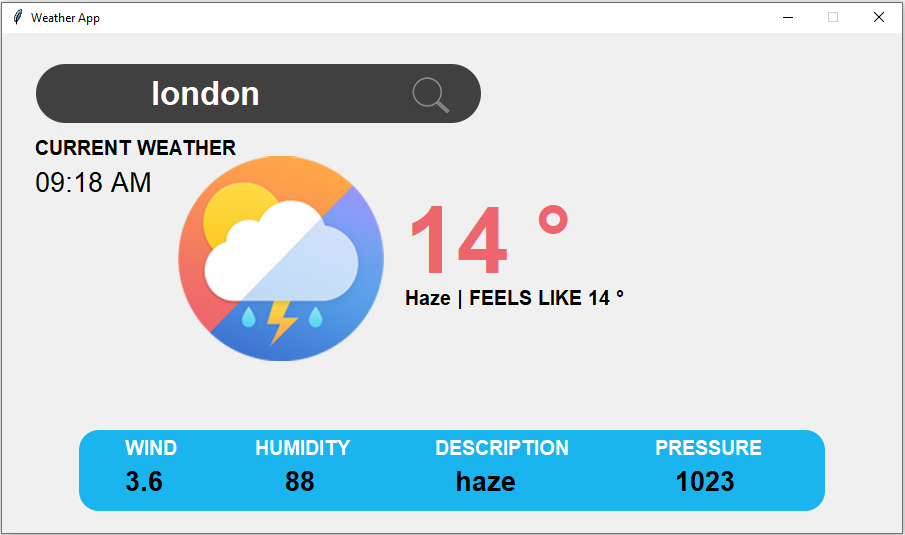 Weather App
london
CURRENT WEATHER
09:18 AM
14 °
Haze | FEELS LIKE 14 °
WIND HUMIDITY DESCRIPTION PRESSURE
3.6 88 haze 1023